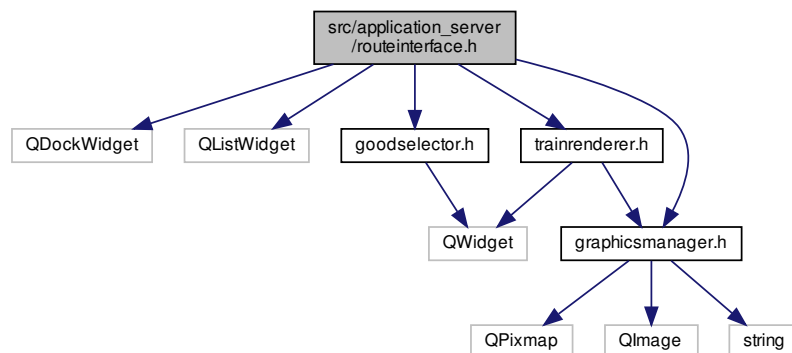 src/application_server
/routeinterface.h
QDockWidget
QListWidget
goodselector.h
trainrenderer.h
QWidget
graphicsmanager.h
QPixmap
QImage
string